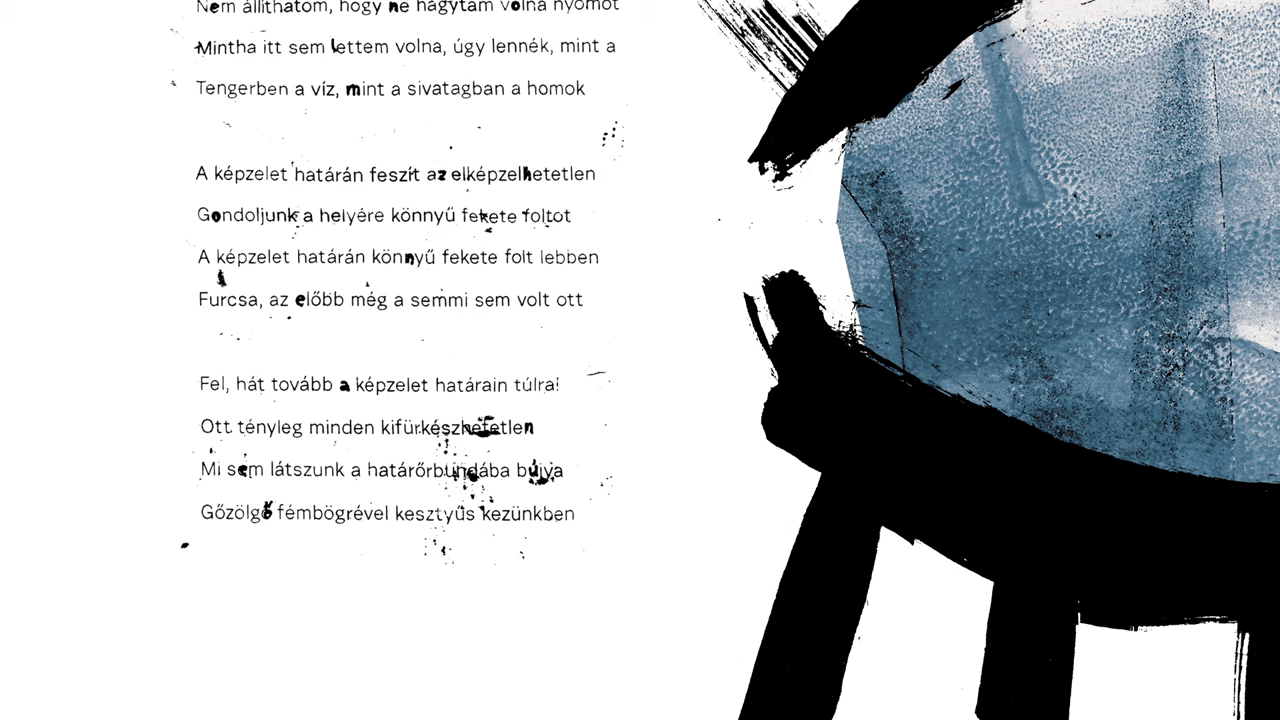 Nem állíthatom, hogy ne hagytam volna nyomot
Mintha itt sem lettem volna, úgy lennék, mint a
Tengerben a víz, mint a sivatagban a homok
A képzelet határán feszít az elképzelhetetlen
Gondoljunk a helyére könnyű fekete foltot
A képzelet határán könnyű fekete folt lebben
Furcsa, az előbb még a semmi sem volt ott
Fel, hát tovább a képzelet határain túlra!
Ott tényleg minden kifürkészhetetlen
Mi sem látszunk a határőrbundába bújva
Gőzölgő fémbögrével kesztyűs kezünkben